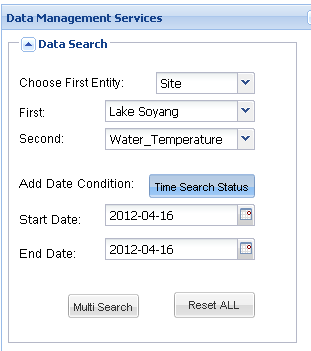 Data Management Services
Data Search
Choose First Entity: Site
First: Lake Soyang
Second: Water_Temperature
Add Date Condition: Time Search Status
Start Date: 2012-04-16
End Date: 2012-04-16
Multi Search Reset ALL